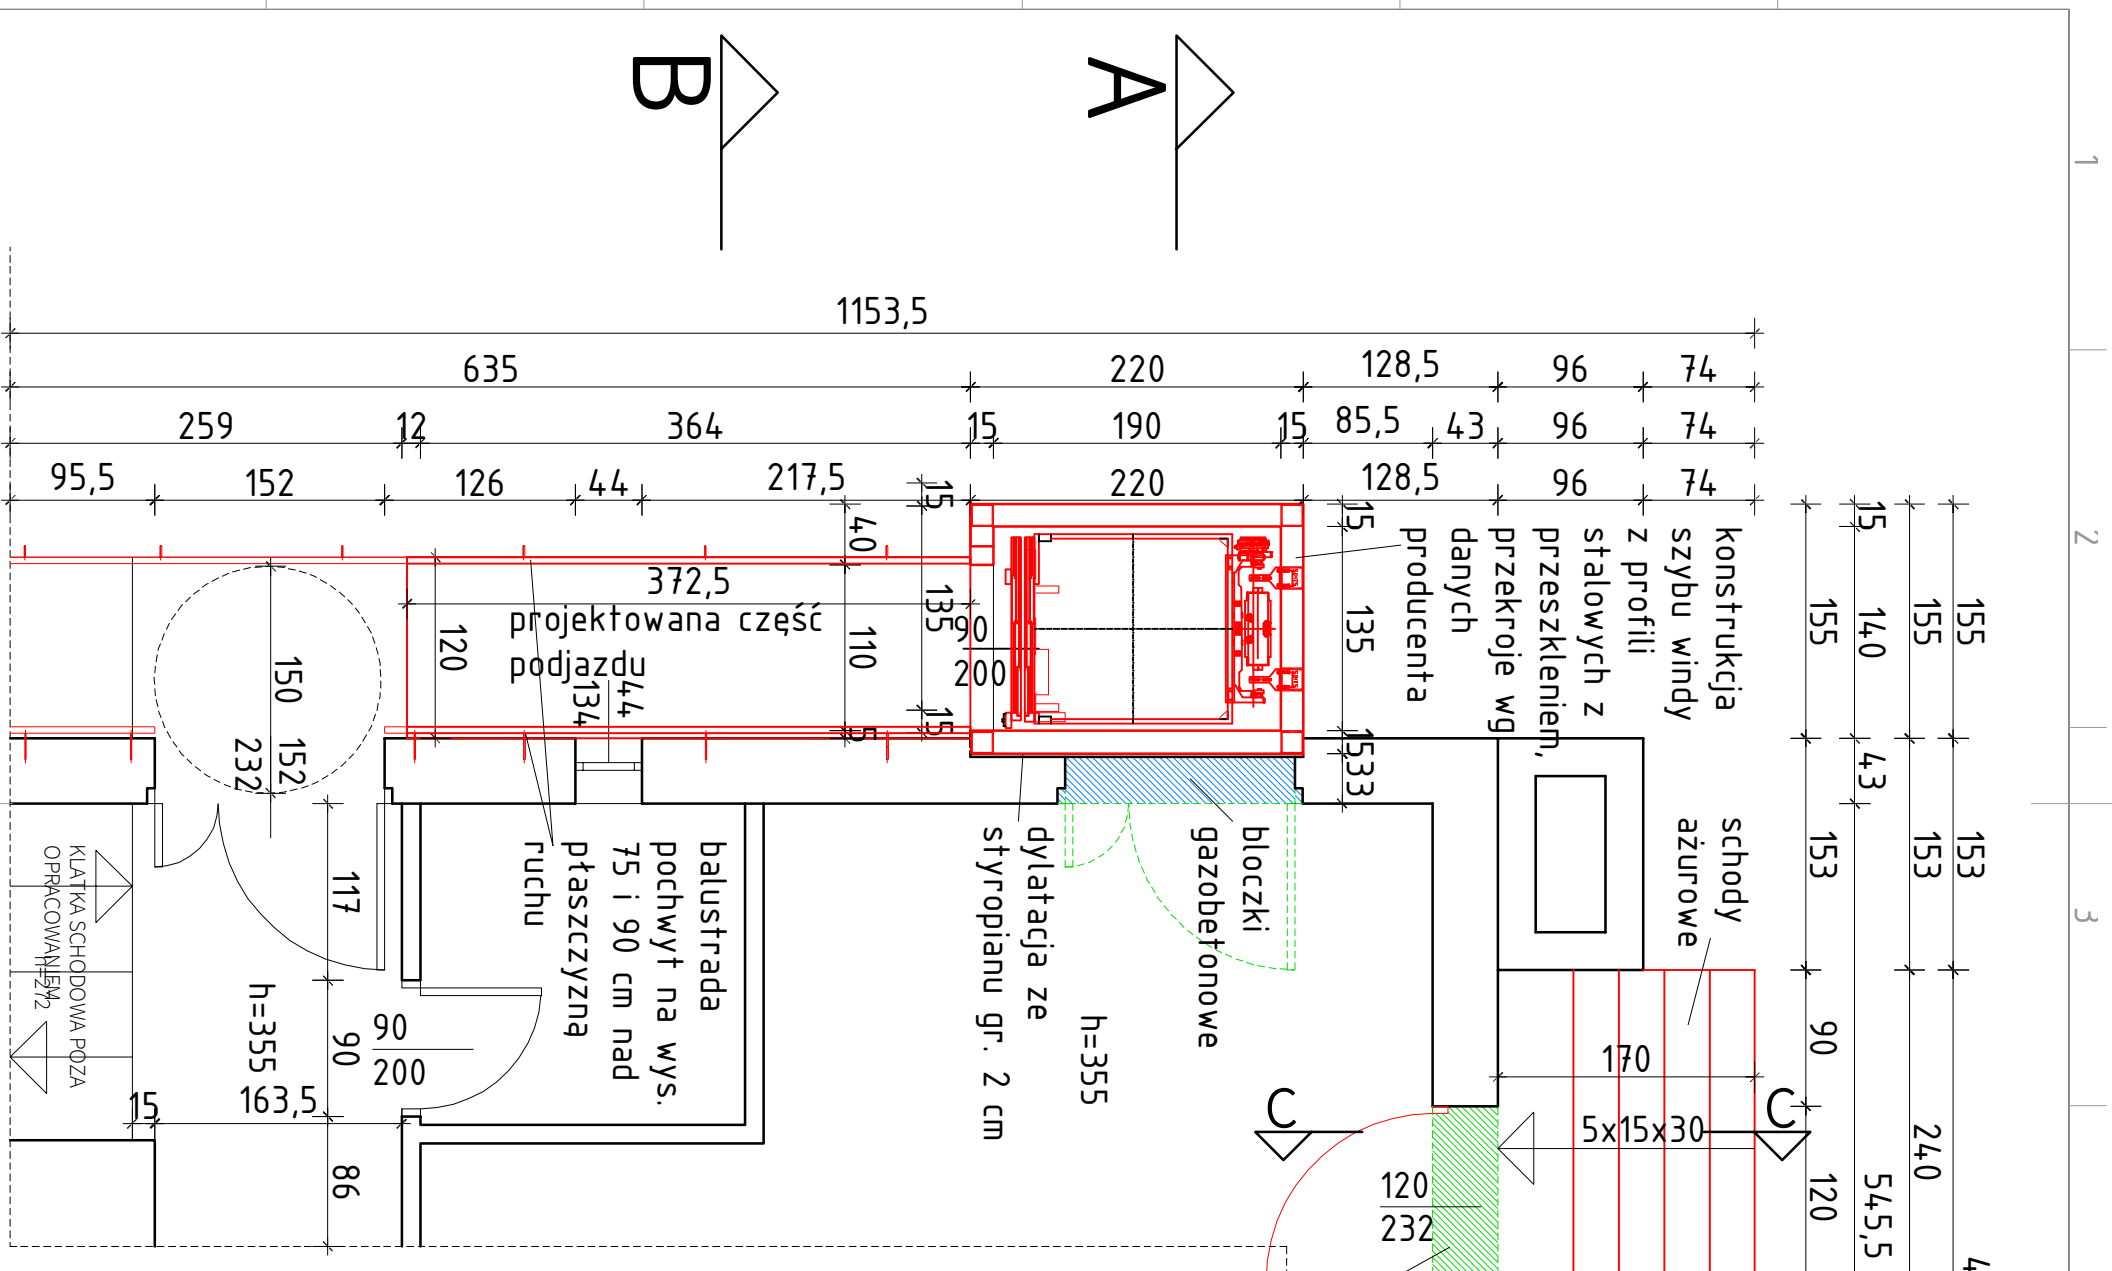 B
A
1
2
3
1153,5
635
220
128,5
96
74
259
12
364
15
190
15
85,5
43
96
74
95,5
152
126
44
217,5
220
128,5
96
74
15
40
135
110
15
5
372,5
projektowana część
podjazdu
120
44
134
90
200
150
152
232
15
135
15
33
konstrukcja
szybu windy
z profili
stalowych z
przeszkleniem,
przekroje wg
danych
producenta
155
15
140
43
155
155
153
153
153
schody
ażurowe
bloczki
gazobetonowe
dylatacja ze
styropianu gr. 2 cm
balustrada
pochwyt na wys.
75 i 90 cm nad
płaszczyzną
ruchu
117
90
86
KLATKA SCHODOWA POZA
OPRACOWANIEM
h=272
h=355
h=355
90
200
15
163,5
C
C
170
5x15x30
90
120
240
545,5
4
120
232